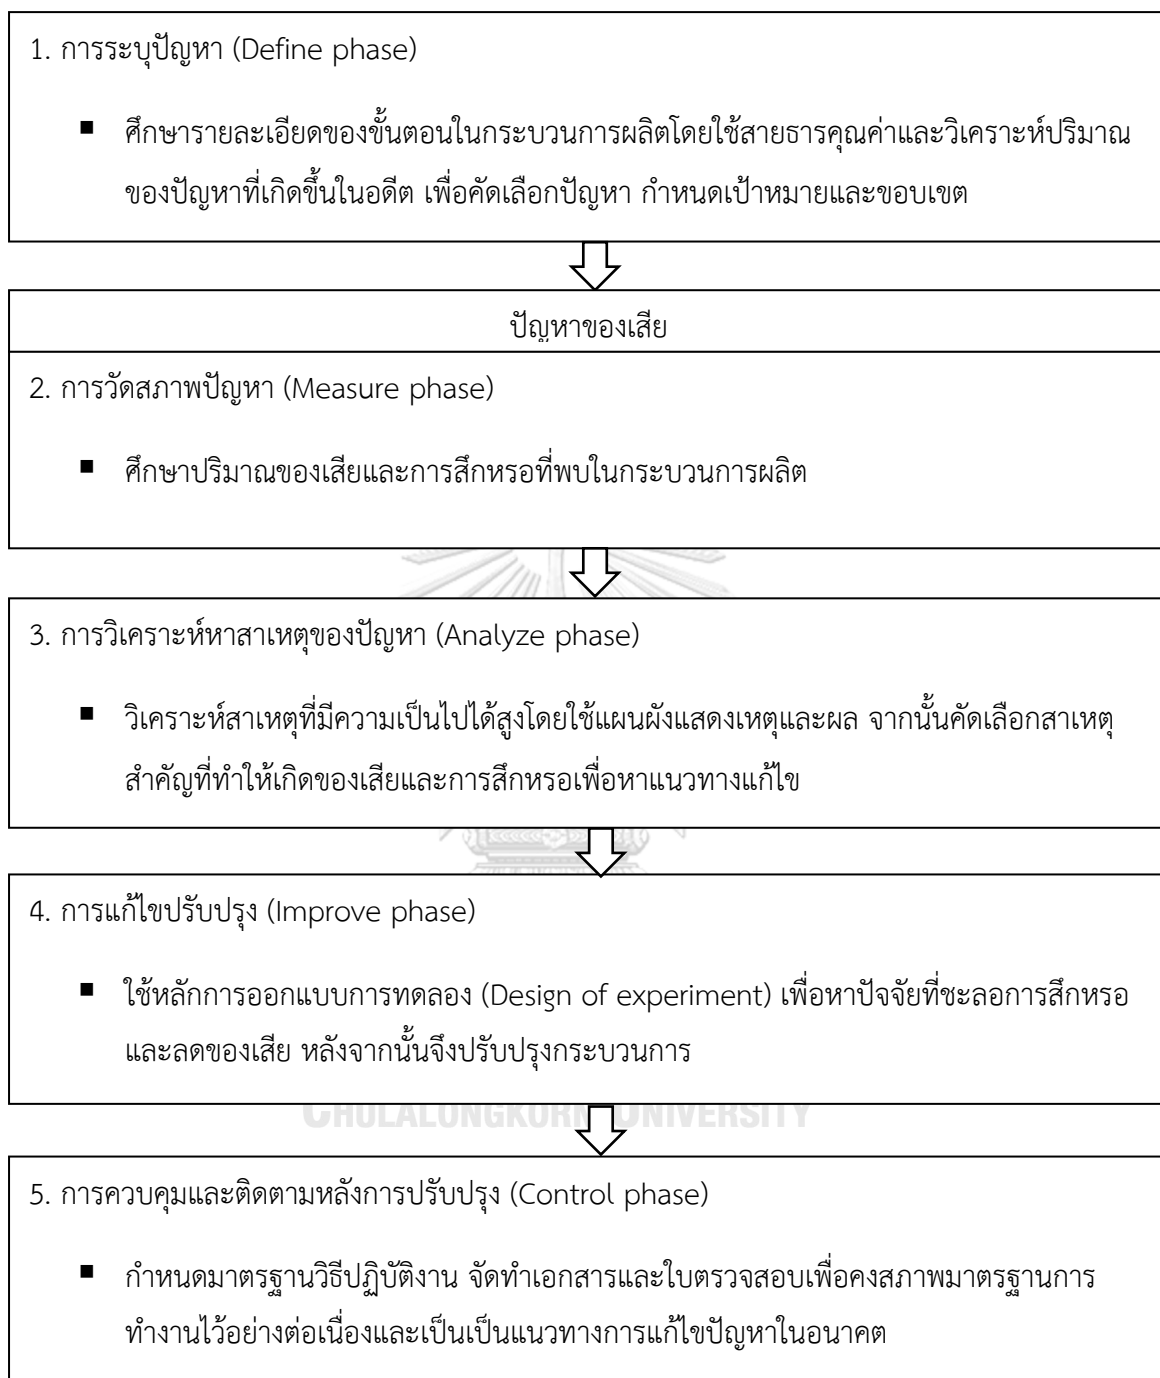 1. การระบุปัญหา (Define phase)
■ ศึกษารายละเอียดของขั้นตอนในกระบวนการผลิตโดยใช้สายธารคุณค่าและวิเคราะห์ปริมาณ
ของปัญหาที่เกิดขึ้นในอดีต เพื่อคัดเลือกปัญหา กำหนดเป้าหมายและขอบเขต
ปัญหาของเสีย
2. การวัดสภาพปัญหา (Measure phase)
■ ศึกษาปริมาณของเสียและการสึกหรอที่พบในกระบวนการผลิต
3. การวิเคราะห์หาสาเหตุของปัญหา (Analyze phase)
■ วิเคราะห์สาเหตุที่มีความเป็นไปได้สูงโดยใช้แผนผังแสดงเหตุและผล จากนั้นคัดเลือกสาเหตุ
สำคัญที่ทำให้เกิดของเสียและการสึกหรอเพื่อหาแนวทางแก้ไข
4. การแก้ไขปรับปรุง (Improve phase)
■ ใช้หลักการออกแบบการทดลอง (Design of experiment) เพื่อหาปัจจัยที่ชะลอการสึกหรอ
และลดของเสีย หลังจากนั้นจึงปรับปรุงกระบวนการ
CHULALONGKORN UNIVERSITY
5. การควบคุมและติดตามหลังการปรับปรุง (Control phase)
■ กำหนดมาตรฐานวิธีปฏิบัติงาน จัดทำเอกสารและใบตรวจสอบเพื่อคงสภาพมาตรฐานการ
ทำงานไว้อย่างต่อเนื่องและเป็นเป็นแนวทางการแก้ไขปัญหาในอนาคต